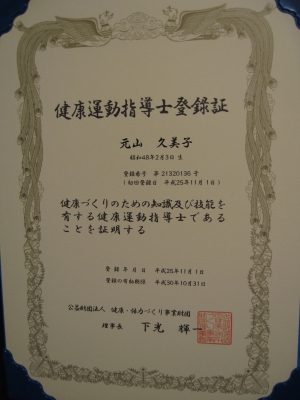 健康運動指導士登録証
元山 久美子
昭和48年2月3日 生
登録番号 第 21320136 号
(初回登録日 平成25年11月1日)
健康づくりのための知識及び技能を
有する健康運動指導士である
ことを証明する
登録年月日 平成25年11月1日
登録の有効期限 平成30年10月31日
公益財団法人 健康・体力づくり事業財団
理事長 下光 輝一